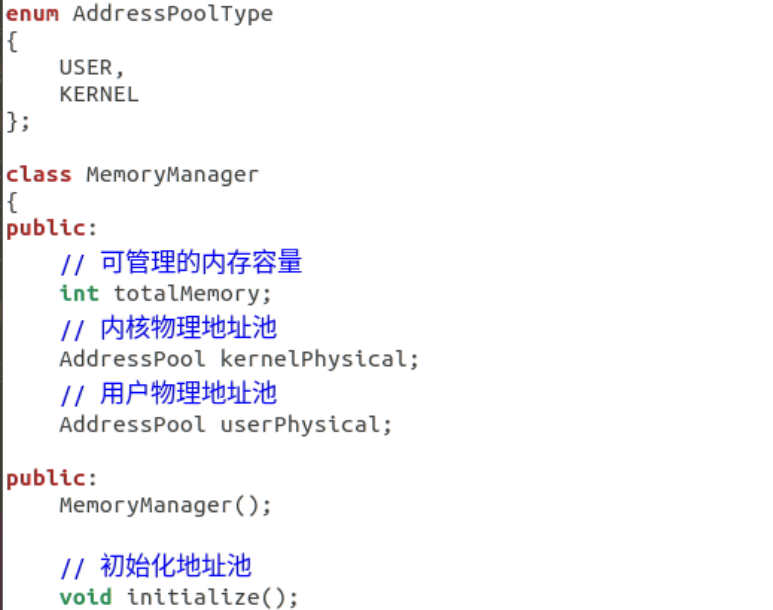 enum AddressPoolType
{
    USER,
    KERNEL
};

class MemoryManager
{
public:
    // 可管理的内存容量
    int totalMemory;
    // 内核物理地址池
    AddressPool kernelPhysical;
    // 用户物理地址池
    AddressPool userPhysical;

public:
    MemoryManager();

    // 初始化地址池
    void initialize();